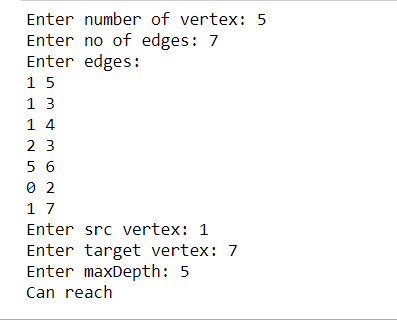 Enter number of vertex: 5
Enter no of edges: 7
Enter edges:
1 5
1 3
1 4
2 3
5 6
0 2
1 7
Enter src vertex: 1
Enter target vertex: 7
Enter maxDepth: 5
Can reach